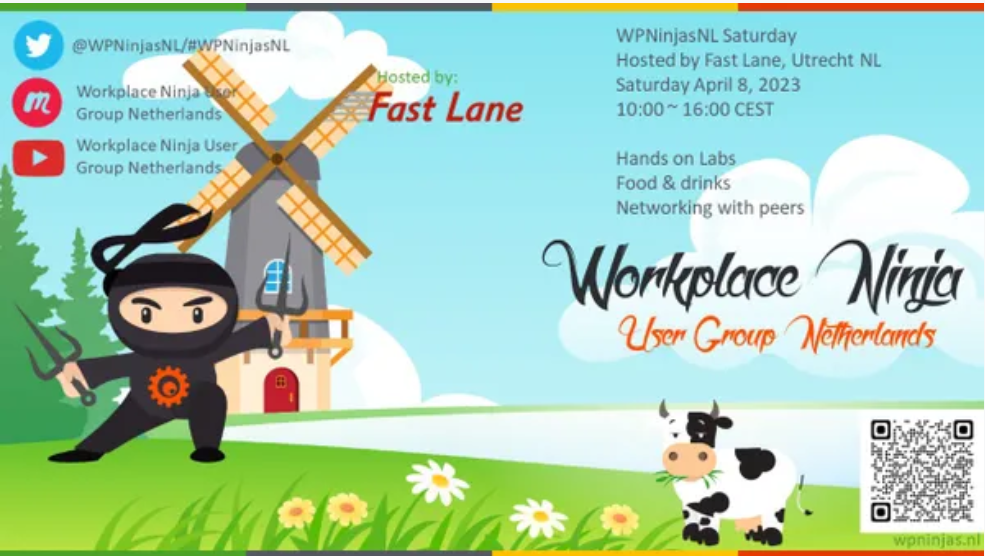 @WPNinjasNL/#WPNinjasNL
Workplace Ninja User
Group Netherlands
Workplace Ninja User
Group Netherlands
Hosted by:
Fast Lane
WPNinjasNL Saturday
Hosted by Fast Lane, Utrecht NL
Saturday April 8, 2023
10:00 ~ 16:00 CEST
Hands on Labs
Food & drinks
Networking with peers
Workplace Ninja
User Group Netherlands
wpninjas.nl